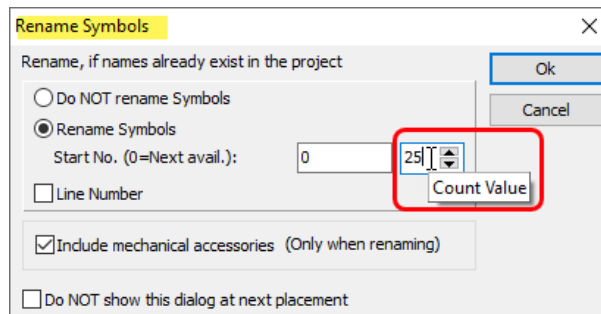 Rename Symbols
Rename, if names already exist in the project
Ok
Do NOT rename Symbols
Cancel
Rename Symbols
Start No. (0=Next avail.): 0 25
Line Number
Count Value
Include mechanical accessories (Only when renaming)
Do NOT show this dialog at next placement